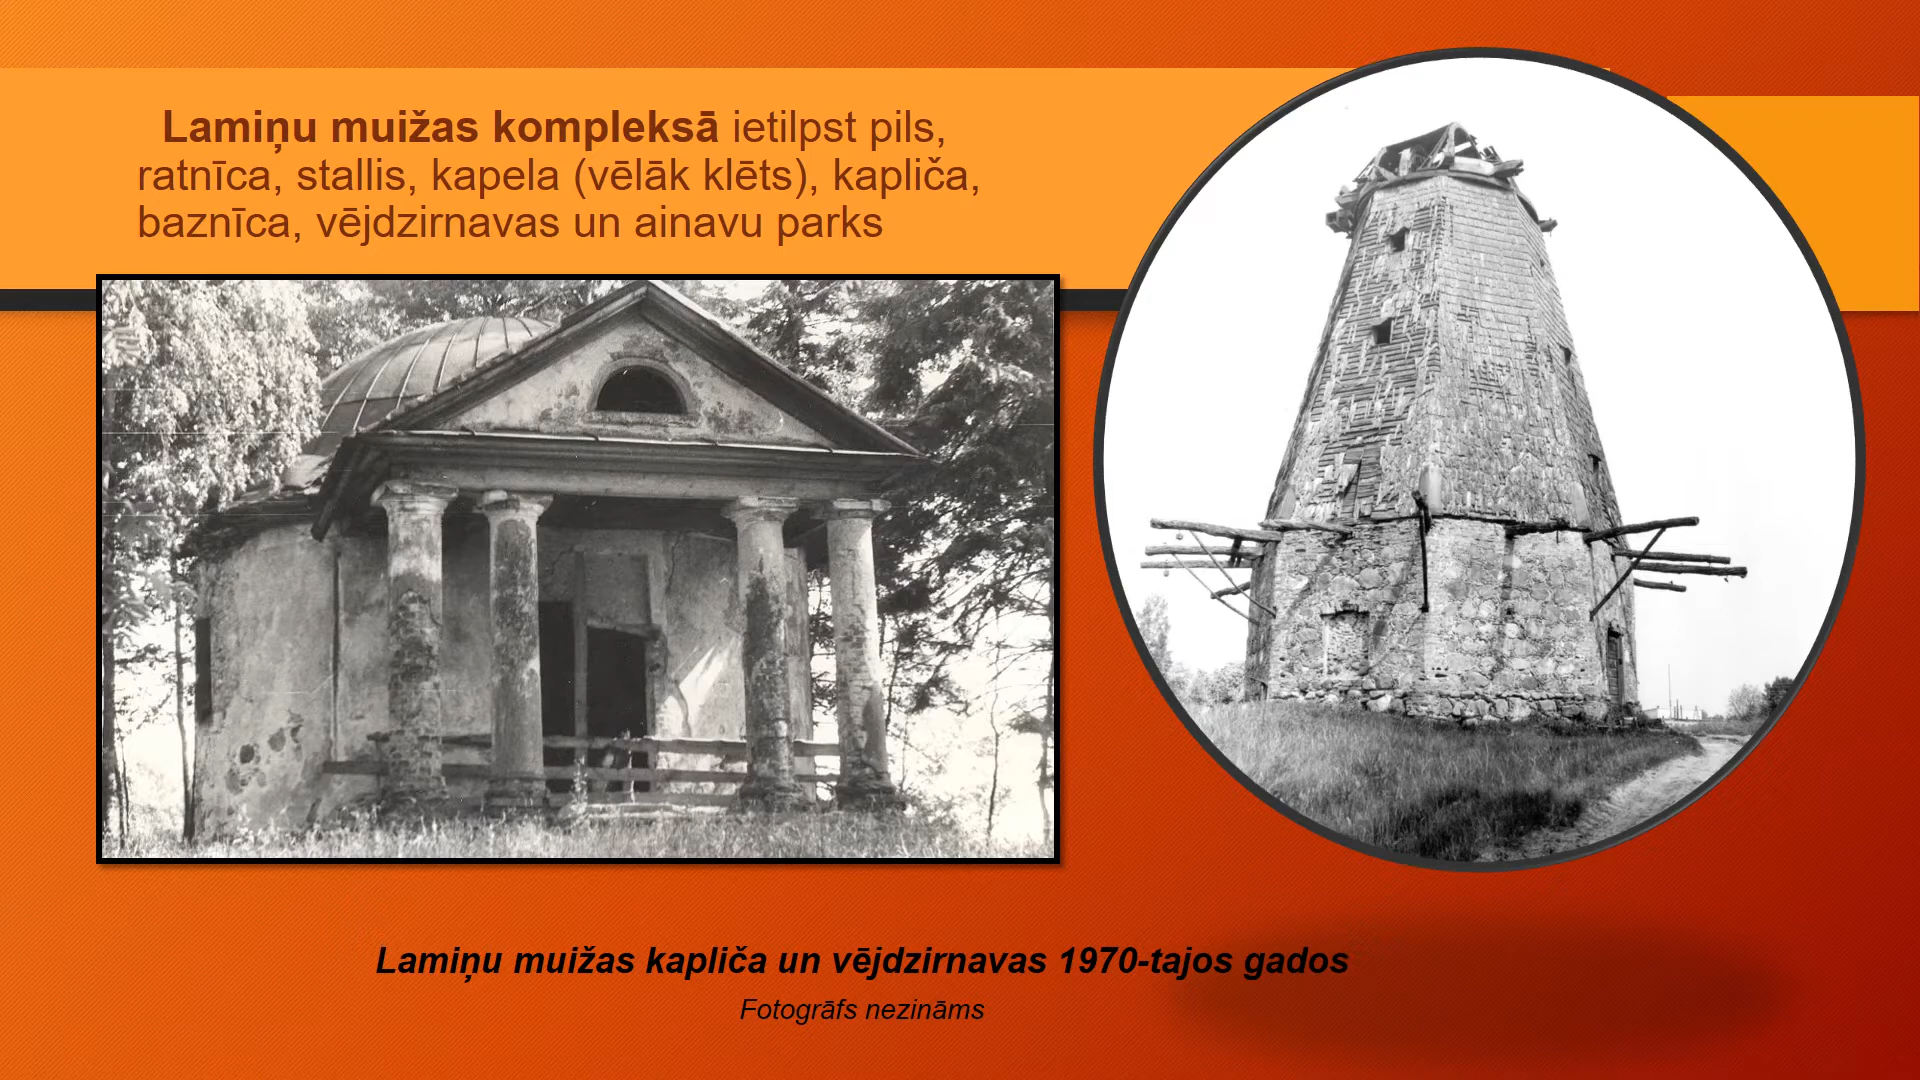 Lamiņu muižas kompleksā ietilpst pils,
ratnīca, stallis, kapela (vēlāk klēts), kapliča,
baznīca, vējdzirnavas un ainavu parks
Lamiņu muižas kapliča un vējdzirnavas 1970-tajos gados
Fotogrāfs nezināms